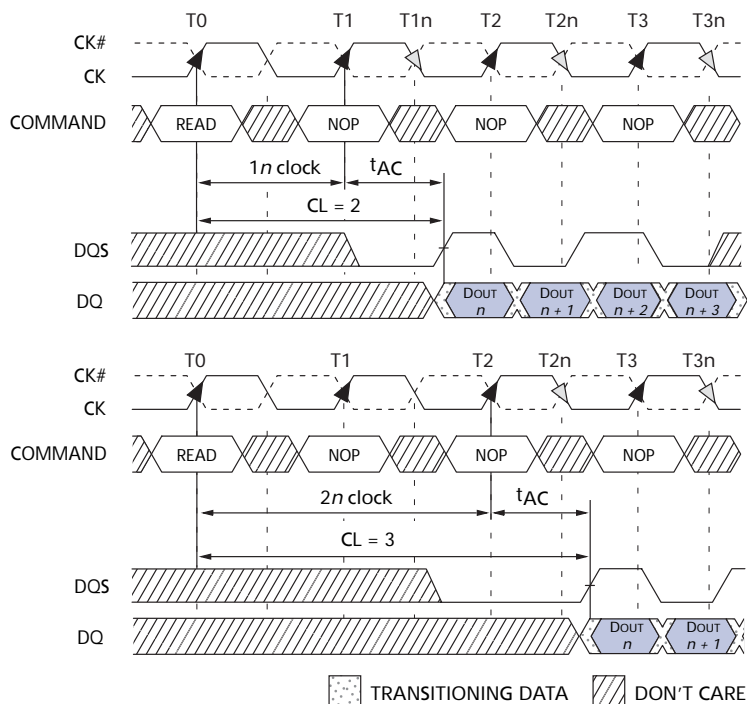 T0 T1 T1n T2 T2n T3 T3n
CK#
CK
COMMAND READ NOP NOP NOP
1n clock tAC
CL = 2
DQS
DQ DOUT n DOUT n + 1 DOUT n + 2 DOUT n + 3
T0 T1 T2 T2n T3 T3n
CK#
CK
COMMAND READ NOP NOP NOP
2n clock tAC
CL = 3
DQS
DQ DOUT n DOUT n + 1
TRANSITIONING DATA DON'T CARE